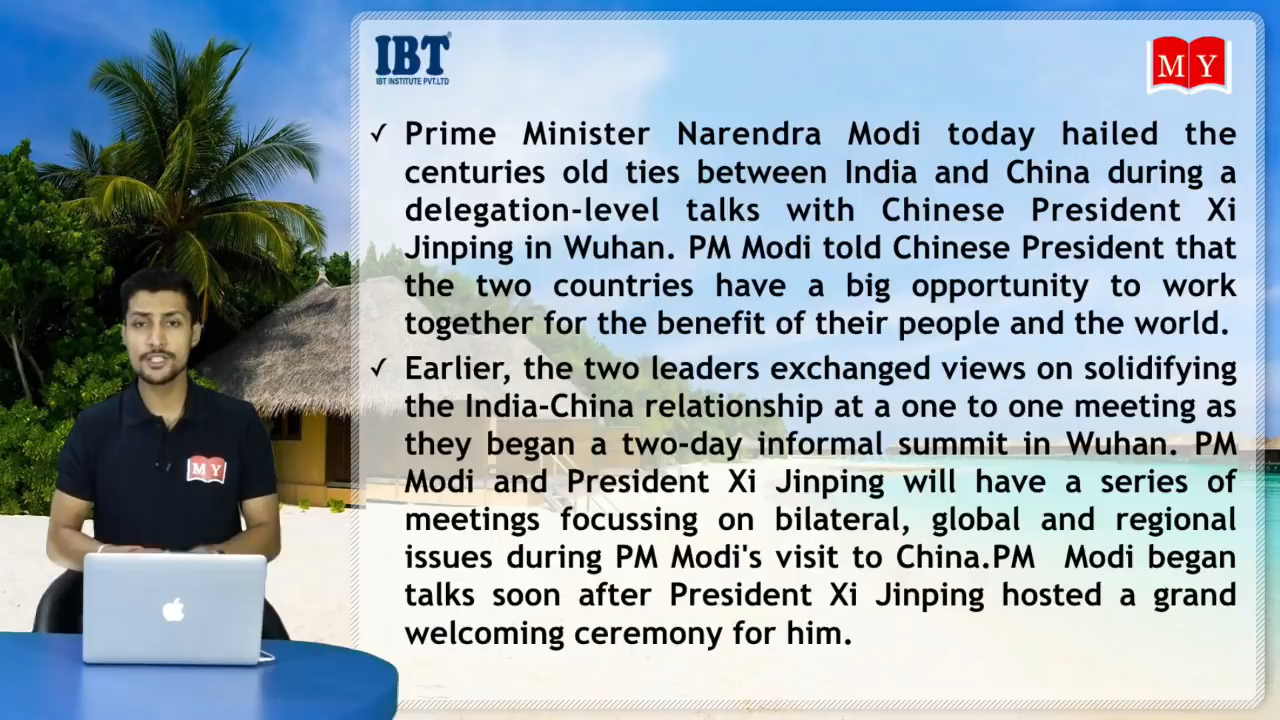 IBT
IBT INSTITUTE PVT.LTD
M Y
✓ Prime Minister Narendra Modi today hailed the
centuries old ties between India and China during a
delegation-level talks with Chinese President Xi
Jinping in Wuhan. PM Modi told Chinese President that
the two countries have a big opportunity to work
together for the benefit of their people and the world.
✓ Earlier, the two leaders exchanged views on solidifying
the India-China relationship at a one to one meeting as
they began a two-day informal summit in Wuhan. PM
Modi and President Xi Jinping will have a series of
meetings focussing on bilateral, global and regional
issues during PM Modi's visit to China.PM Modi began
talks soon after President Xi Jinping hosted a grand
welcoming ceremony for him.
M Y